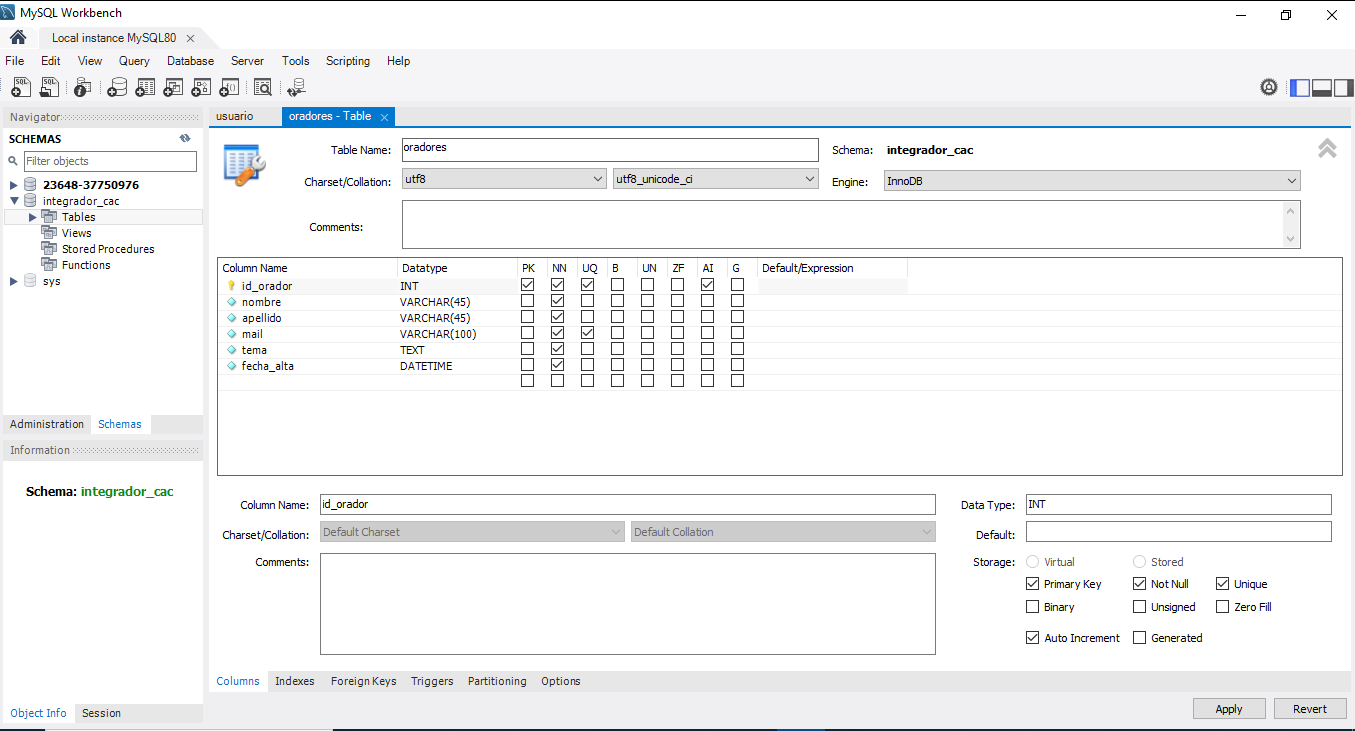 MySQL Workbench
Local instance MySQL80
File Edit View Query Database Server Tools Scripting Help
Navigator
SCHEMAS
Filter objects
23648-37750976
integrador_cac
Tables
Views
Stored Procedures
Functions
sys
Administration Schemas
Information
Schema: integrador_cac
Object Info Session
usuario oradores - Table
Table Name: oradores Schema: integrador_cac
Charset/Collation: utf8 utf8_unicode_ci Engine: InnoDB
Comments:
Column Name Datatype PK NN UQ B UN ZF AI G Default/Expression
id_orador INT
nombre VARCHAR(45)
apellido VARCHAR(45)
mail VARCHAR(100)
tema TEXT
fecha_alta DATETIME
Column Name: id_orador Data Type: INT
Charset/Collation: Default Charset Default Collation Default:
Comments: Storage: Virtual Stored
Primary Key Not Null Unique
Binary Unsigned Zero Fill
Auto Increment Generated
Columns Indexes Foreign Keys Triggers Partitioning Options
Apply Revert